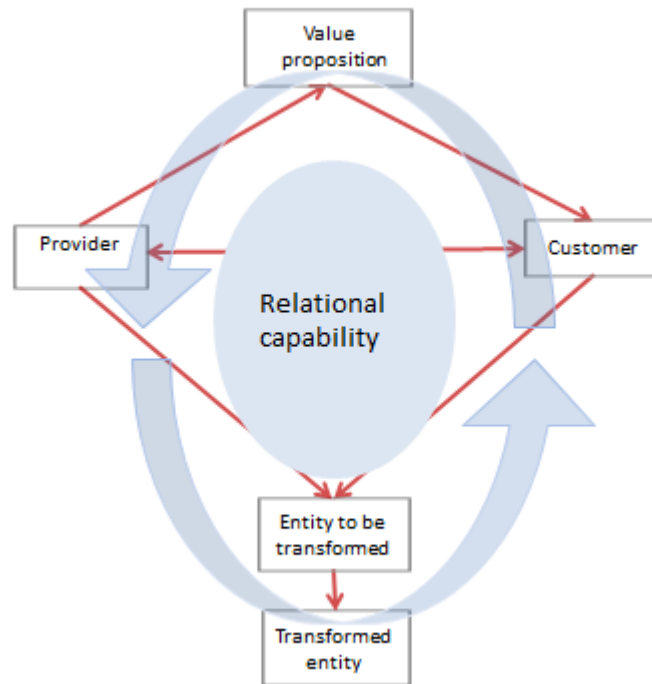 Value
proposition
Provider
Customer
Relational
capability
Entity to be
transformed
Transformed
entity